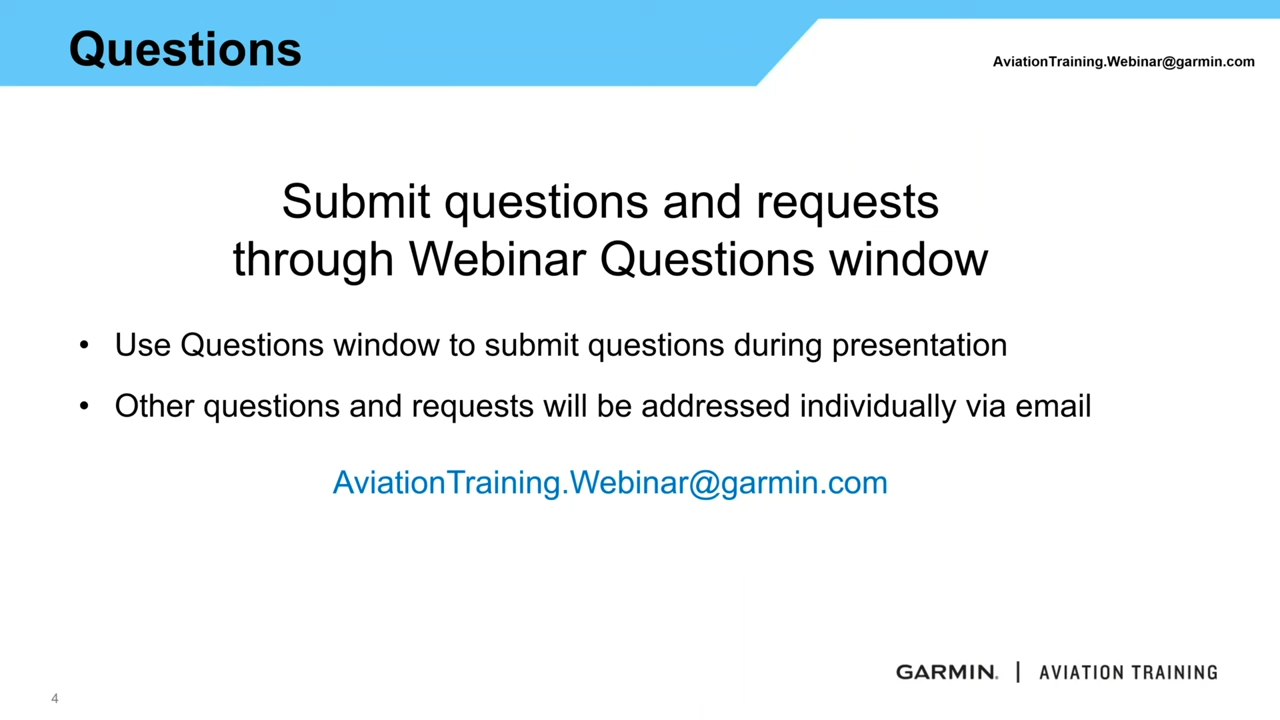 Questions
AviationTraining.Webinar@garmin.com
Submit questions and requests
through Webinar Questions window
• Use Questions window to submit questions during presentation
• Other questions and requests will be addressed individually via email
AviationTraining.Webinar@garmin.com
GARMIN. | AVIATION TRAINING
4